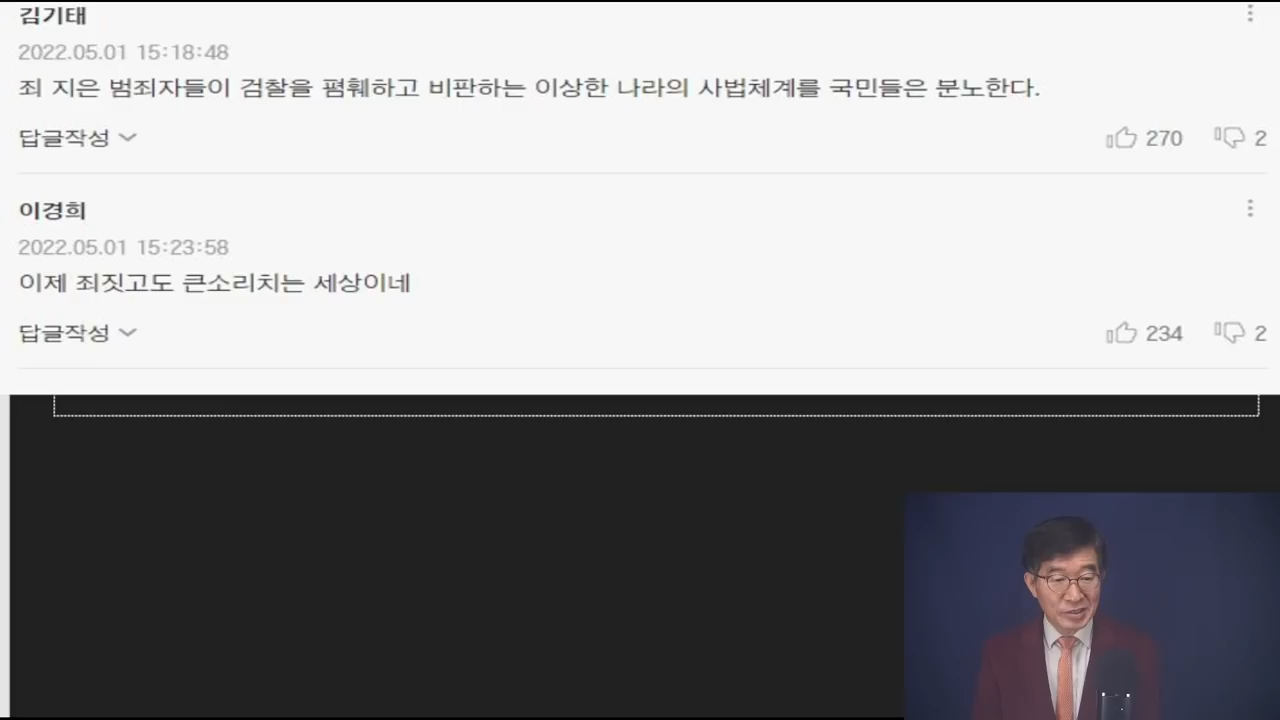 김기태
2022.05.01 15:18:48
죄 지은 범죄자들이 검찰을 폄훼하고 비판하는 이상한 나라의 사법체계를 국민들은 분노한다.
답글작성
270 2
이경희
2022.05.01 15:23:58
이제 죄짓고도 큰소리치는 세상이네
답글작성
234 2